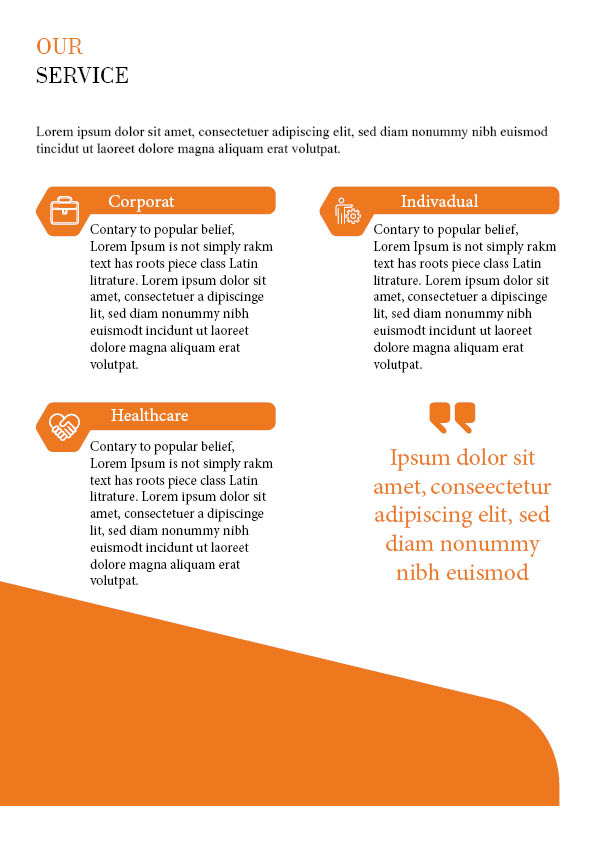 OUR
SERVICE
Lorem ipsum dolor sit amet, consectetuer adipiscing elit, sed diam nonummy nibh euismod
tincidut ut laoreet dolore magna aliquam erat volutpat.
Corporat
Contary to popular belief,
Lorem Ipsum is not simply rakm
text has roots piece class Latin
litrature. Lorem ipsum dolor sit
amet, consectetuer a dipiscinge
lit, sed diam nonummy nibh
euismodt incidunt ut laoreet
dolore magna aliquam erat
volutpat.
Indivadual
Contary to popular belief,
Lorem Ipsum is not simply rakm
text has roots piece class Latin
litrature. Lorem ipsum dolor sit
amet, consectetuer a dipiscinge
lit, sed diam nonummy nibh
euismodt incidunt ut laoreet
dolore magna aliquam erat
volutpat.
Healthcare
Contary to popular belief,
Lorem Ipsum is not simply rakm
text has roots piece class Latin
litrature. Lorem ipsum dolor sit
amet, consectetuer a dipiscinge
lit, sed diam nonummy nibh
euismodt incidunt ut laoreet
dolore magna aliquam erat
volutpat.
Ipsum dolor sit
amet, conseectetur
adipiscing elit, sed
diam nonummy
nibh euismod